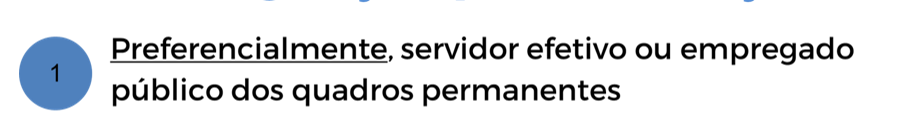 1
Preferencialmente, servidor efetivo ou empregado
público dos quadros permanentes